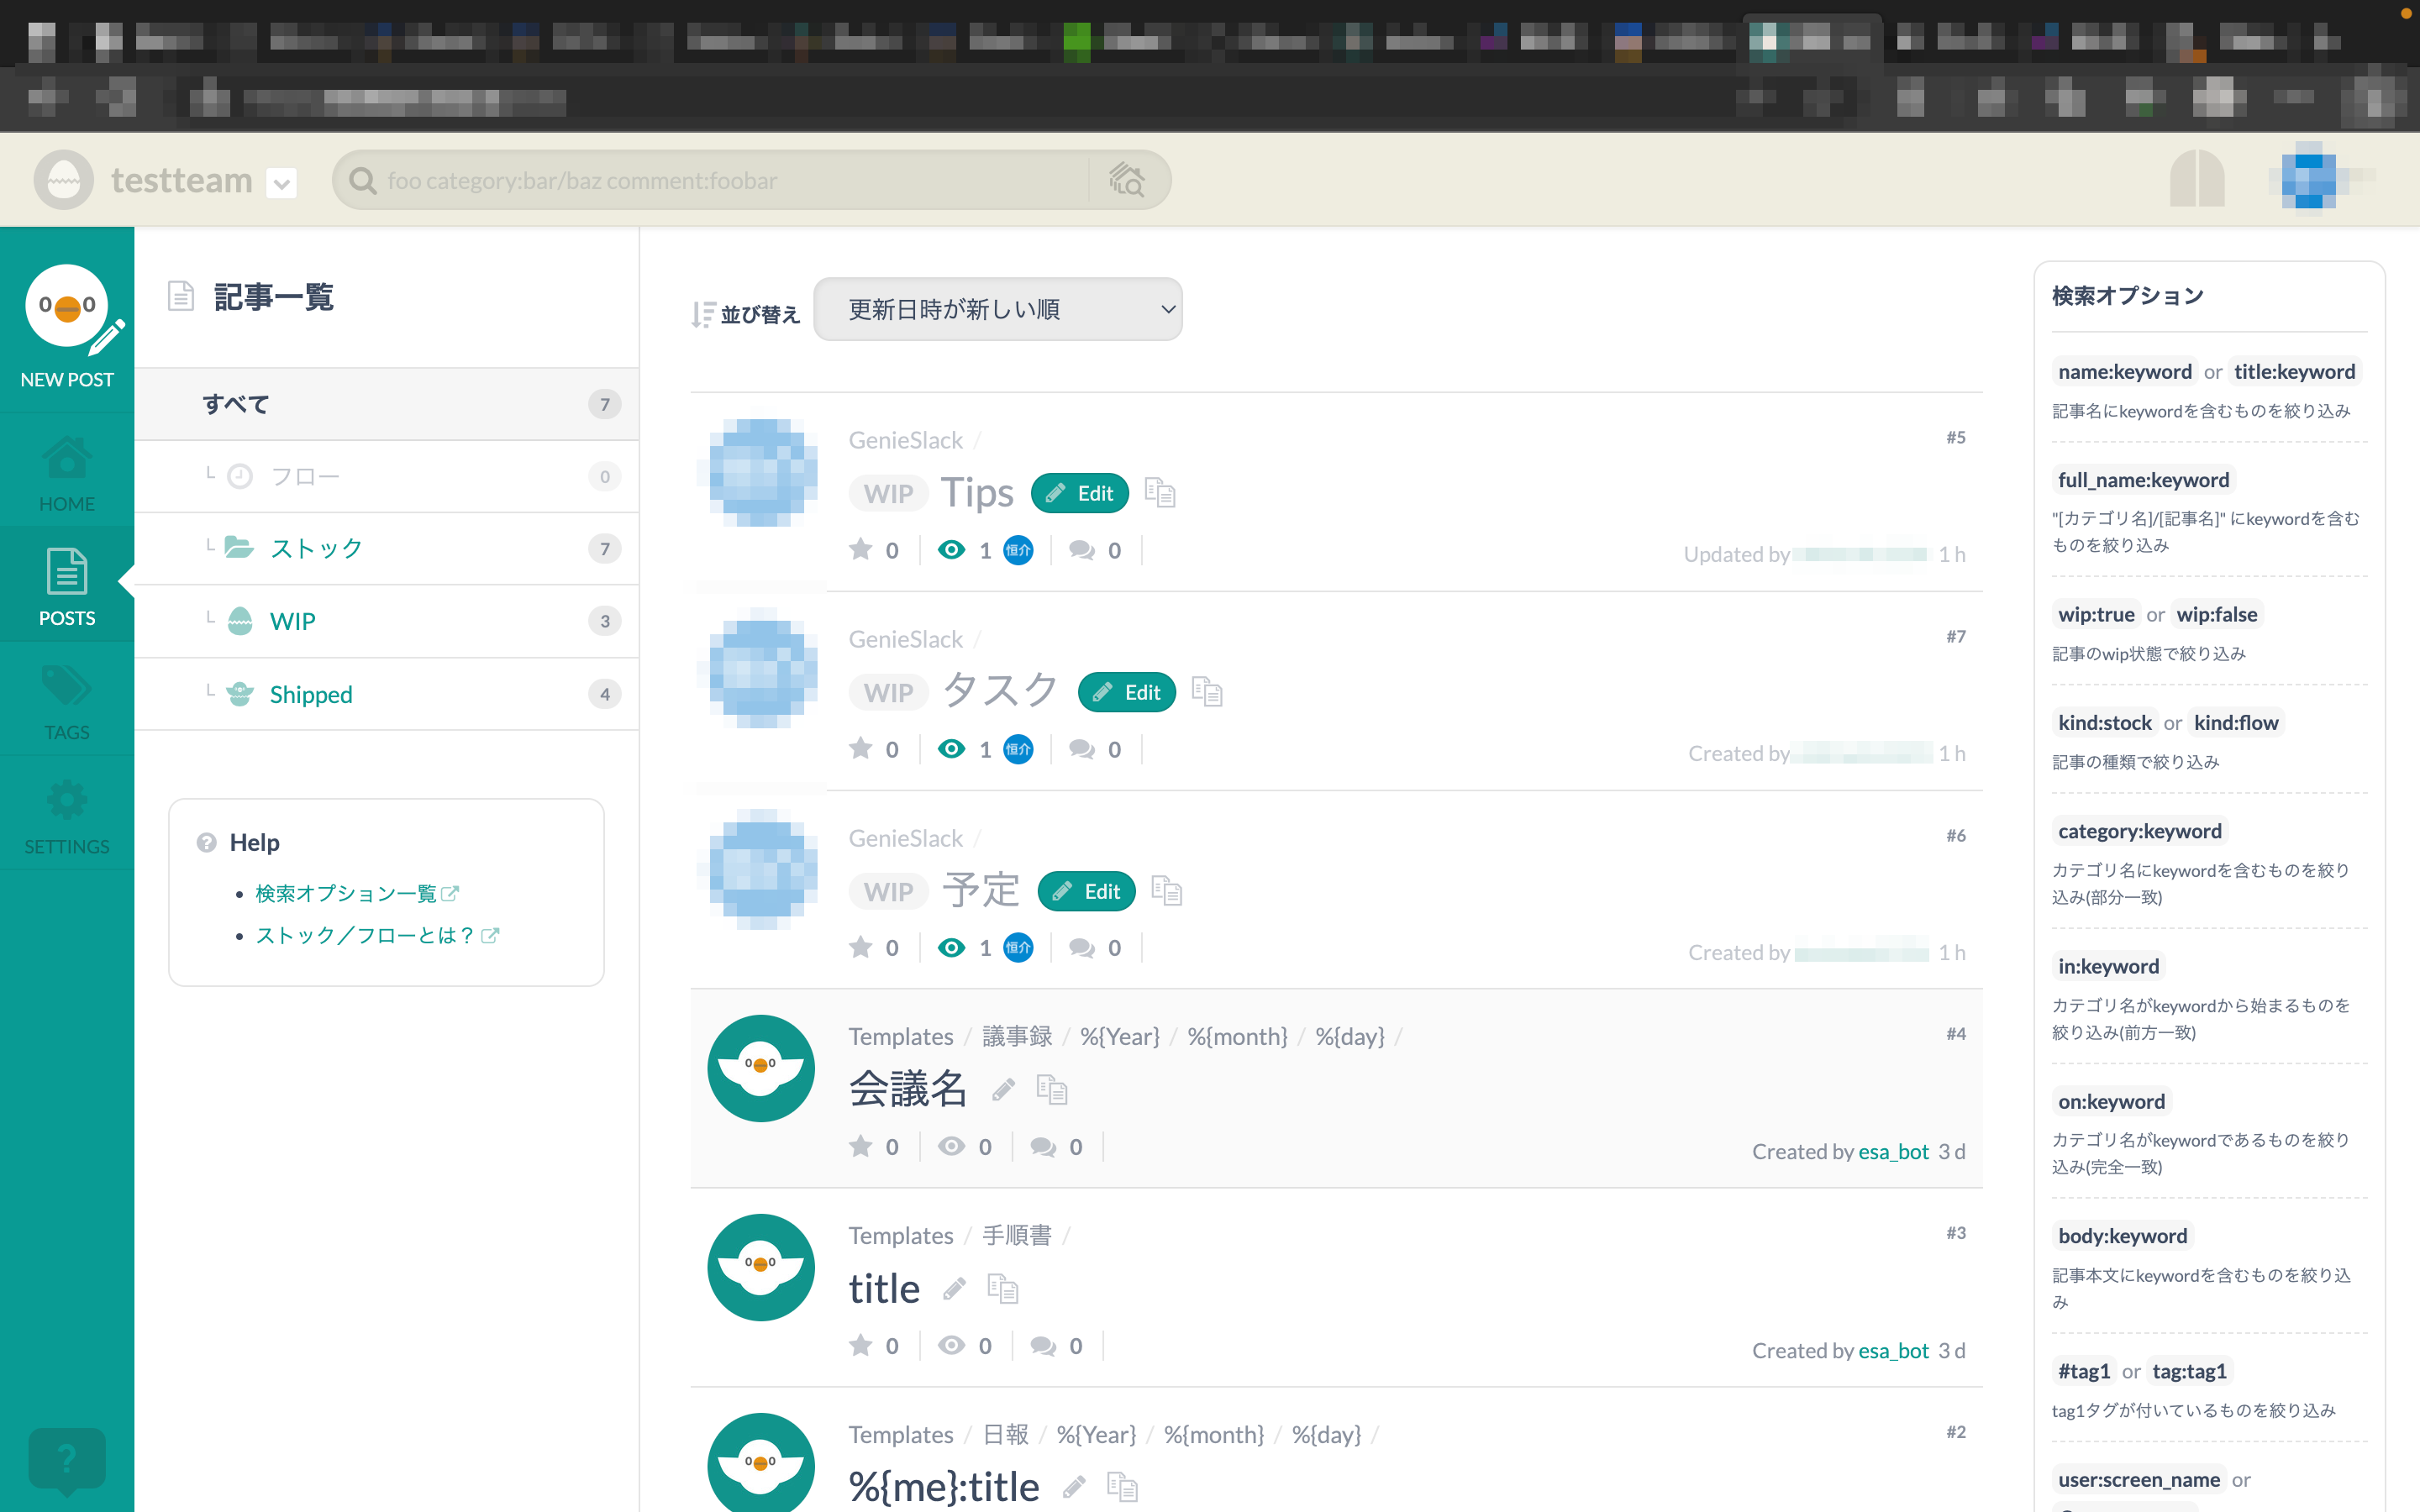 testteam
foo category:bar/baz comment:foobar
NEW POST
HOME
POSTS
TAGS
SETTINGS
?
記事一覧
すべて 7
フロー 0
ストック 7
WIP 3
Shipped 4
Help
検索オプション一覧
ストック／フローとは？
並び替え 更新日時が新しい順
GenieSlack /
#5
WIP Tips Edit
0 1 恒介 0
Updated by 1 h
GenieSlack /
#7
WIP タスク Edit
0 1 恒介 0
Created by 1 h
GenieSlack /
#6
WIP 予定 Edit
0 1 恒介 0
Created by 1 h
Templates / 議事録 / %{Year} / %{month} / %{day} /
#4
会議名
0 0 0
Created by esa_bot 3 d
Templates / 手順書 /
#3
title
0 0 0
Created by esa_bot 3 d
Templates / 日報 / %{Year} / %{month} / %{day} /
#2
%{me}:title
検索オプション
name:keyword or title:keyword
記事名にkeywordを含むものを絞り込み
full_name:keyword
"[カテゴリ名]/[記事名]" にkeywordを含む
ものを絞り込み
wip:true or wip:false
記事のwip状態で絞り込み
kind:stock or kind:flow
記事の種類で絞り込み
category:keyword
カテゴリ名にkeywordを含むものを絞り
込み(部分一致)
in:keyword
カテゴリ名がkeywordから始まるものを
絞り込み(前方一致)
on:keyword
カテゴリ名がkeywordであるものを絞り
込み(完全一致)
body:keyword
記事本文にkeywordを含むものを絞り込
み
#tag1 or tag:tag1
tag1タグが付いているものを絞り込み
user:screen_name or